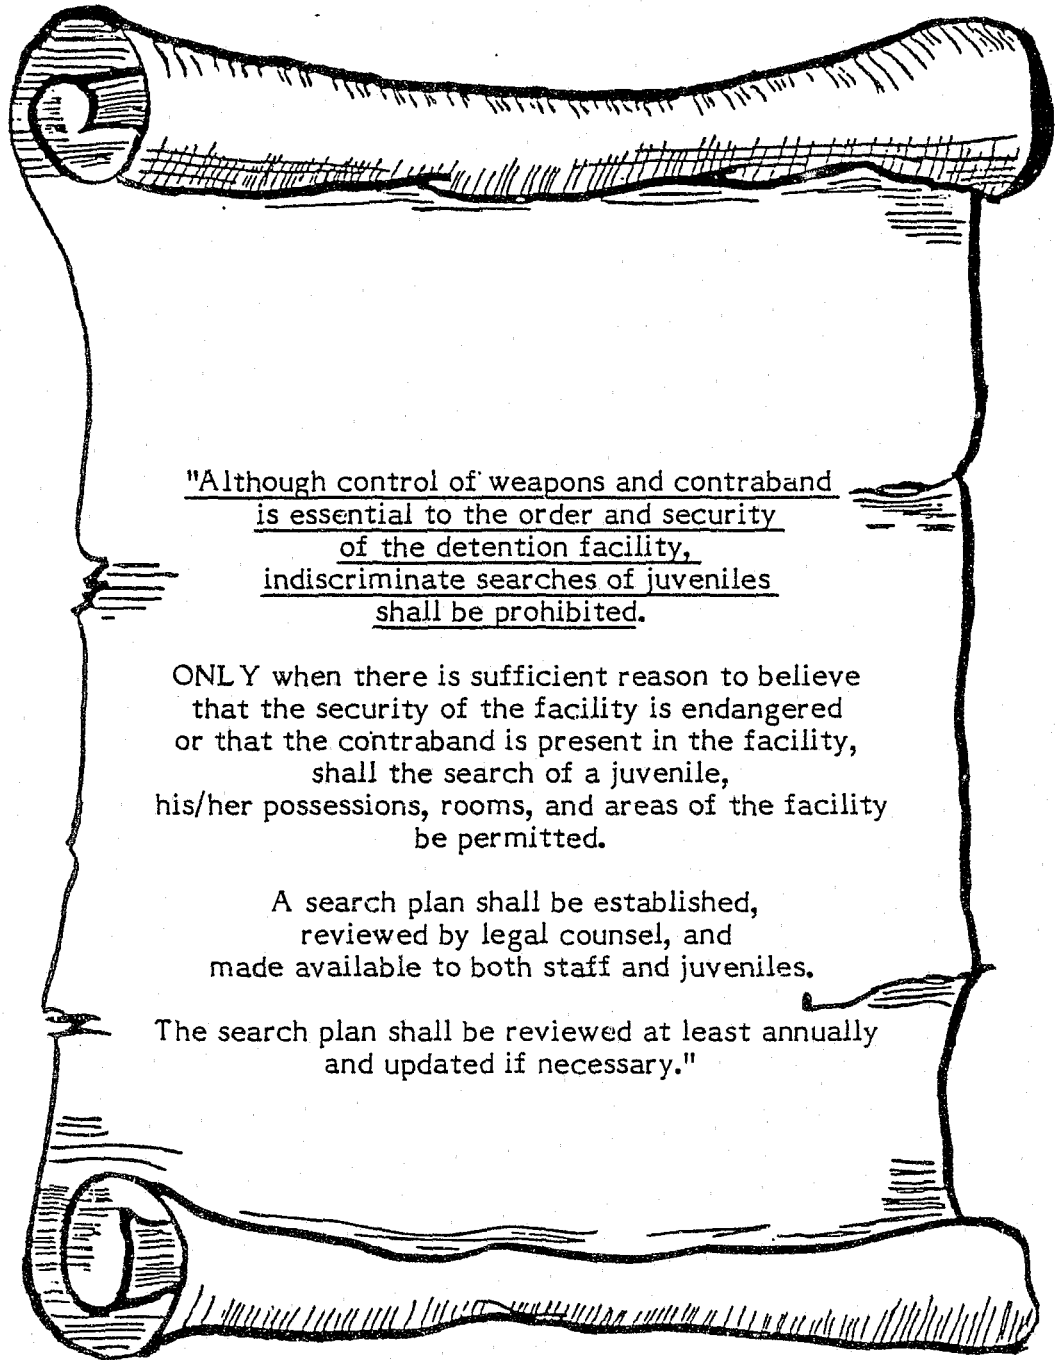 "Although control of weapons and contraband
is essential to the order and security
of the detention facility,
indiscriminate searches of juveniles
shall be prohibited.
ONLY when there is sufficient reason to believe
that the security of the facility is endangered
or that the contraband is present in the facility,
shall the search of a juvenile,
his/her possessions, rooms, and areas of the facility
be permitted.
A search plan shall be established,
reviewed by legal counsel, and
made available to both staff and juveniles.
The search plan shall be reviewed at least annually
and updated if necessary."